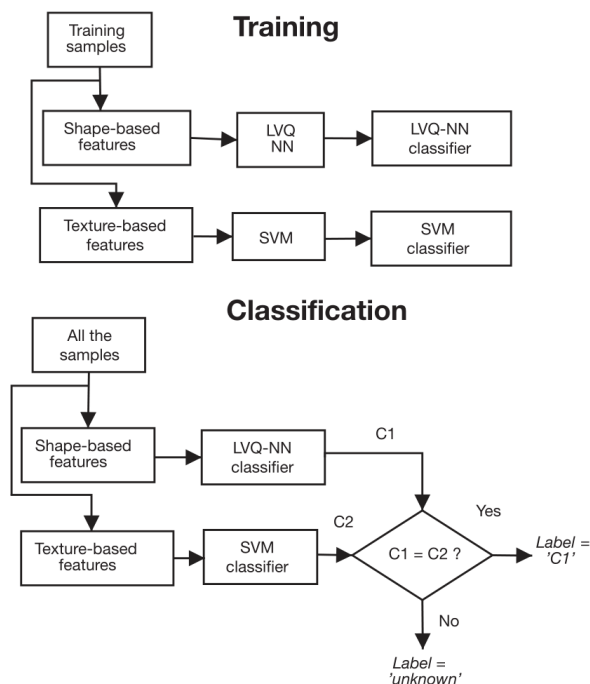 Training
Training
samples
Shape-based
features
LVQ
NN
LVQ-NN
classifier
Texture-based
features
SVM
SVM
classifier
Classification
All the
samples
Shape-based
features
LVQ-NN
classifier
C1
Texture-based
features
SVM
classifier
C2
C1 = C2 ?
Yes
Label =
'C1'
No
Label =
'unknown'